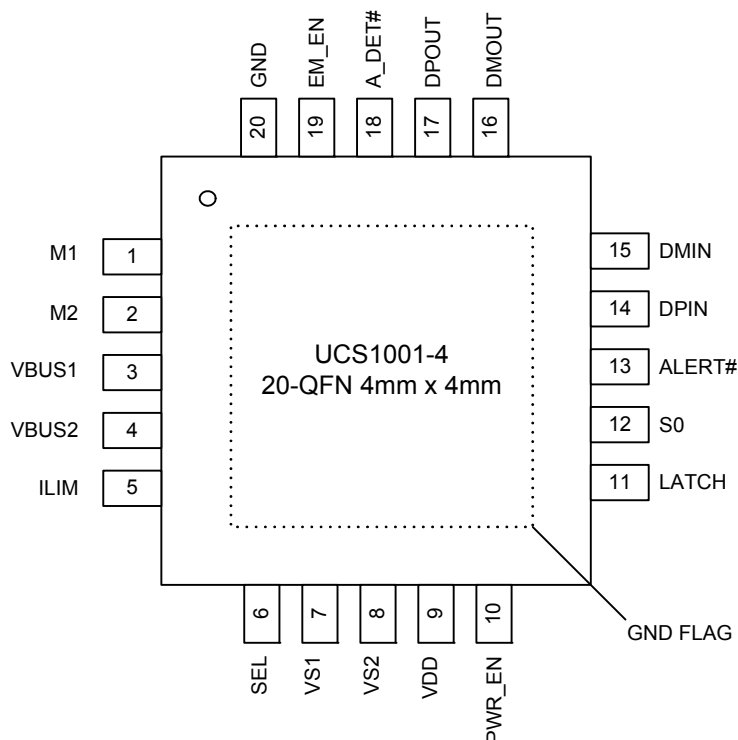 GND
EM_EN
A_DET#
DPOUT
DMOUT
20
19
18
17
16
M1
1
M2
2
VBUS1
3
VBUS2
4
ILIM
5
UCS1001-4
20-QFN 4mm x 4mm
15
DMIN
14
DPIN
13
ALERT#
12
S0
11
LATCH
6
7
8
9
10
SEL
VS1
VS2
VDD
PWR_EN
GND FLAG